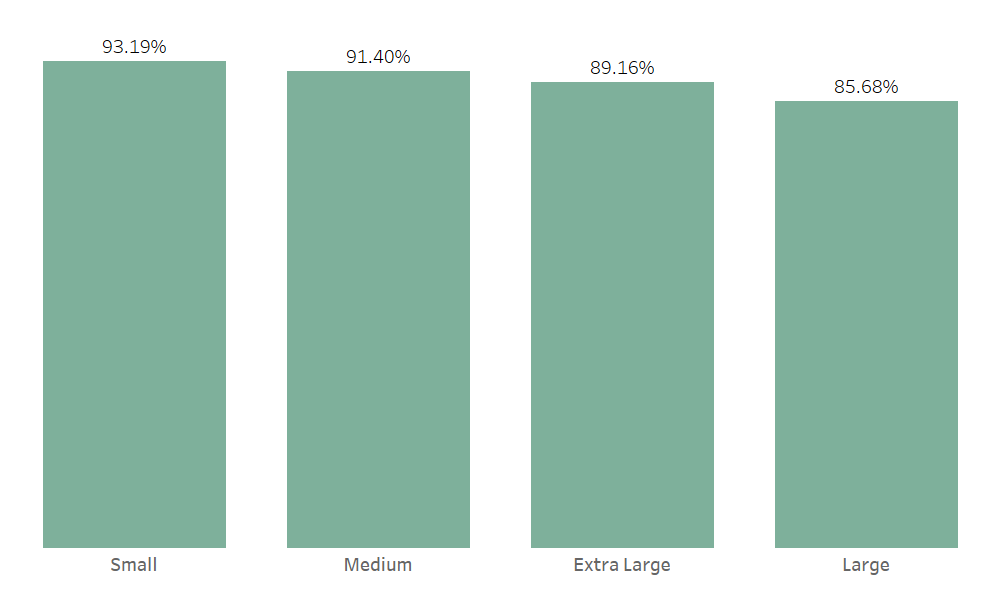 93.19%
91.40%
89.16%
85.68%
Small
Medium
Extra Large
Large